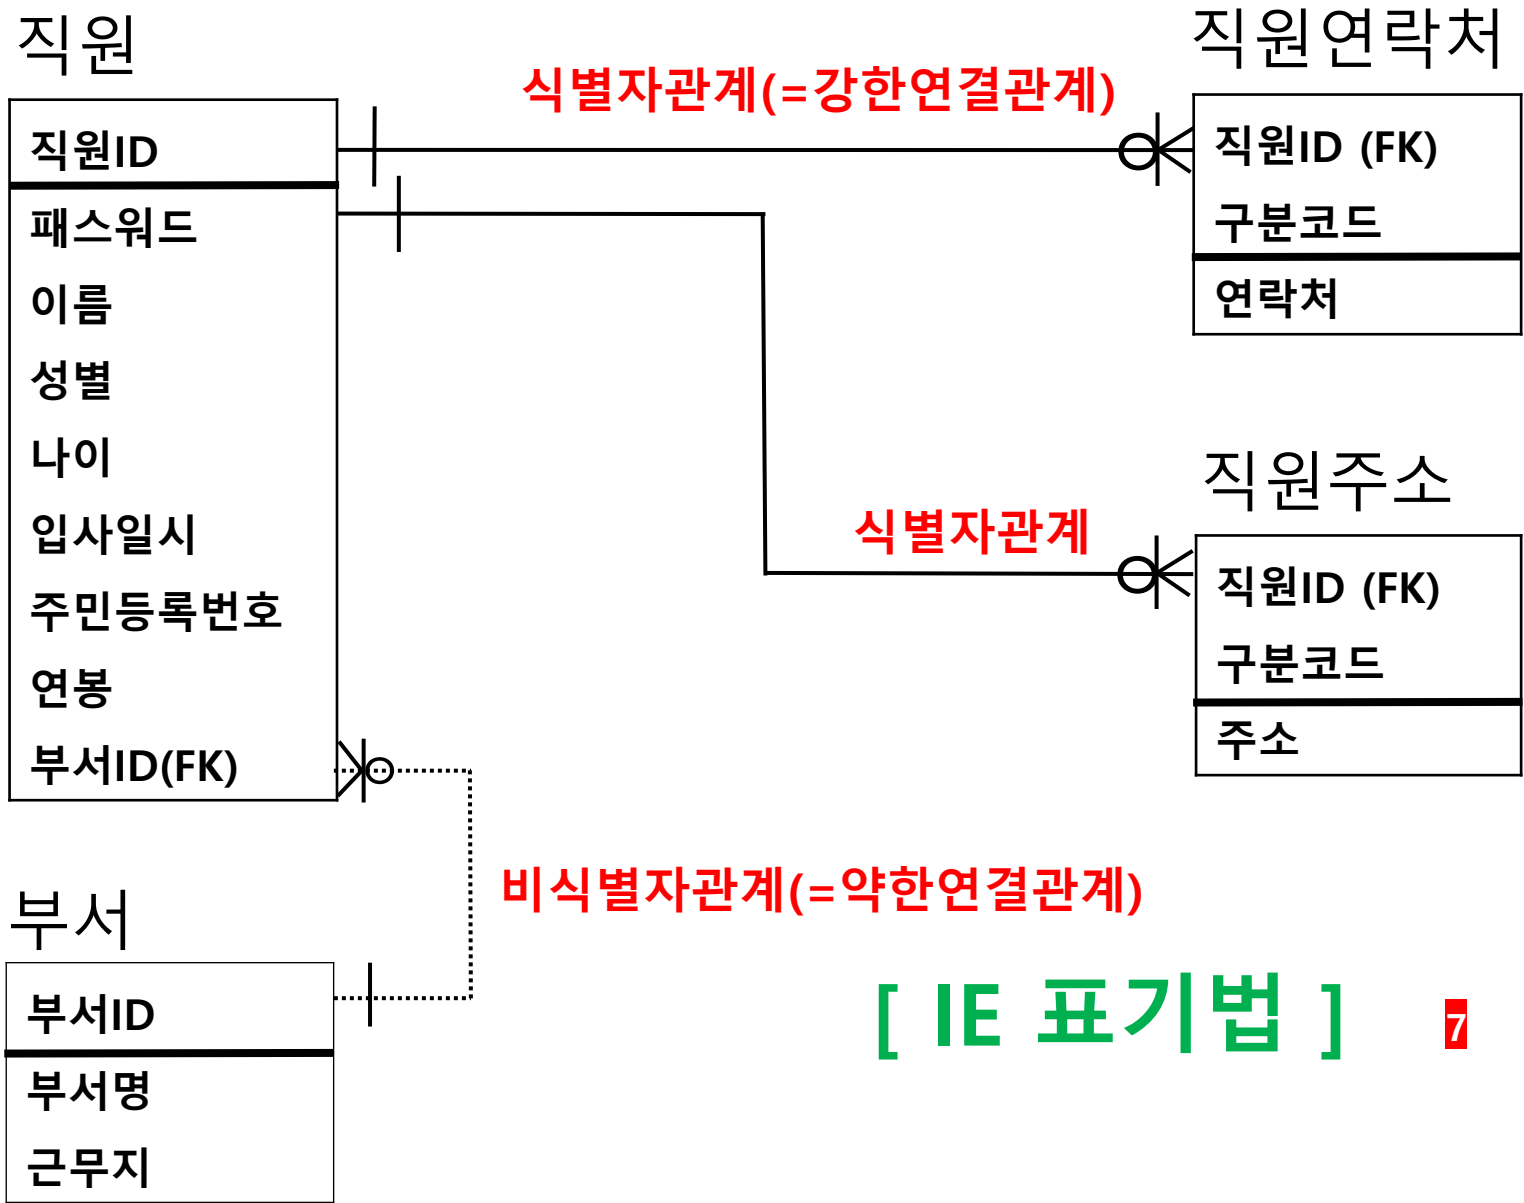 직원
직원ID
패스워드
이름
성별
나이
입사일시
주민등록번호
연봉
부서ID(FK)
식별자관계(=강한연결관계)
직원연락처
직원ID (FK)
구분코드
연락처
식별자관계
직원주소
직원ID (FK)
구분코드
주소
비식별자관계(=약한연결관계)
부서
부서ID
부서명
근무지
[ IE 표기법 ]
7